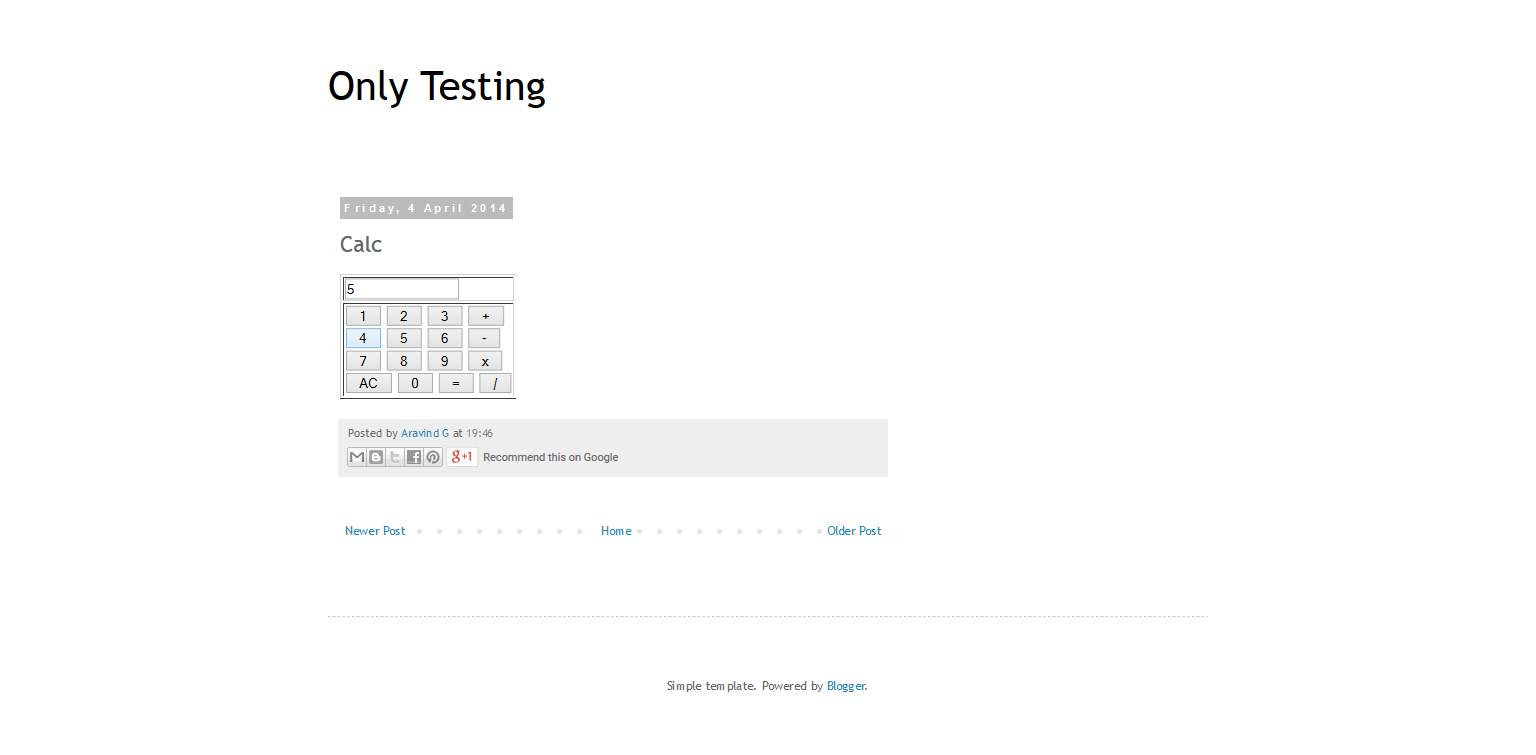 Only Testing
Friday, 4 April 2014
Calc
5
1 2 3 +
4 5 6 -
7 8 9 x
AC 0 = /
Posted by Aravind G at 19:46
g+1 Recommend this on Google
Newer Post Home Older Post
Simple template. Powered by Blogger.